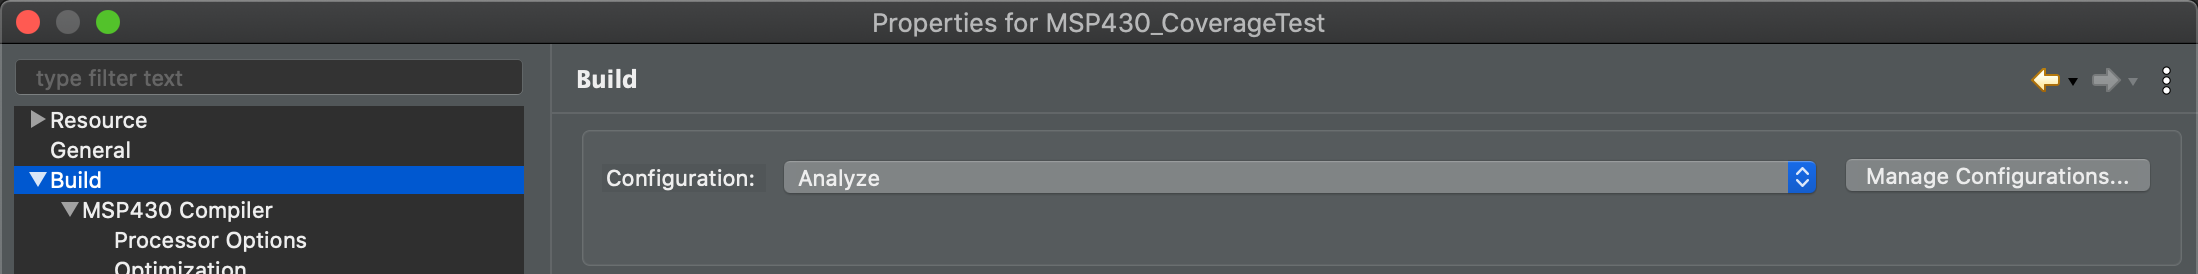 Properties for MSP430_CoverageTest
type filter text
Build
Resource
General
Build
Configuration: Analyze Manage Configurations...
MSP430 Compiler
Processor Options
Optimization